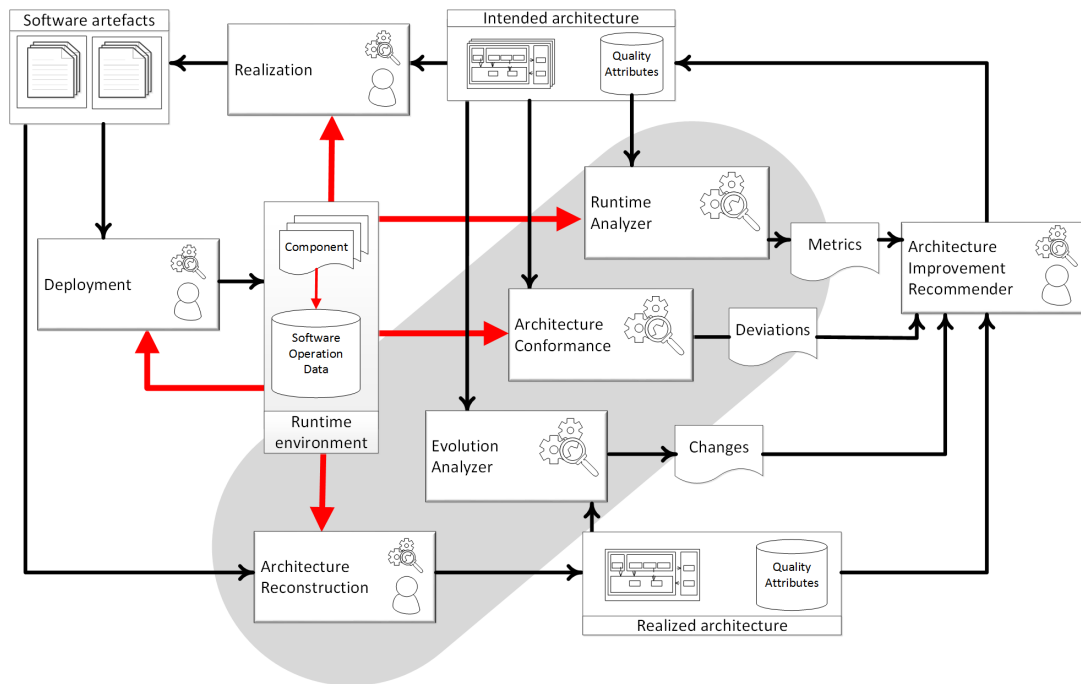 Software artefacts
Intended architecture
Realization
Quality
Attributes
Runtime
Analyzer
Component
Metrics
Architecture
Improvement
Recommender
Deployment
Software
Operation
Data
Architecture
Conformance
Deviations
Runtime
environment
Evolution
Analyzer
Changes
Architecture
Reconstruction
Quality
Attributes
Realized architecture